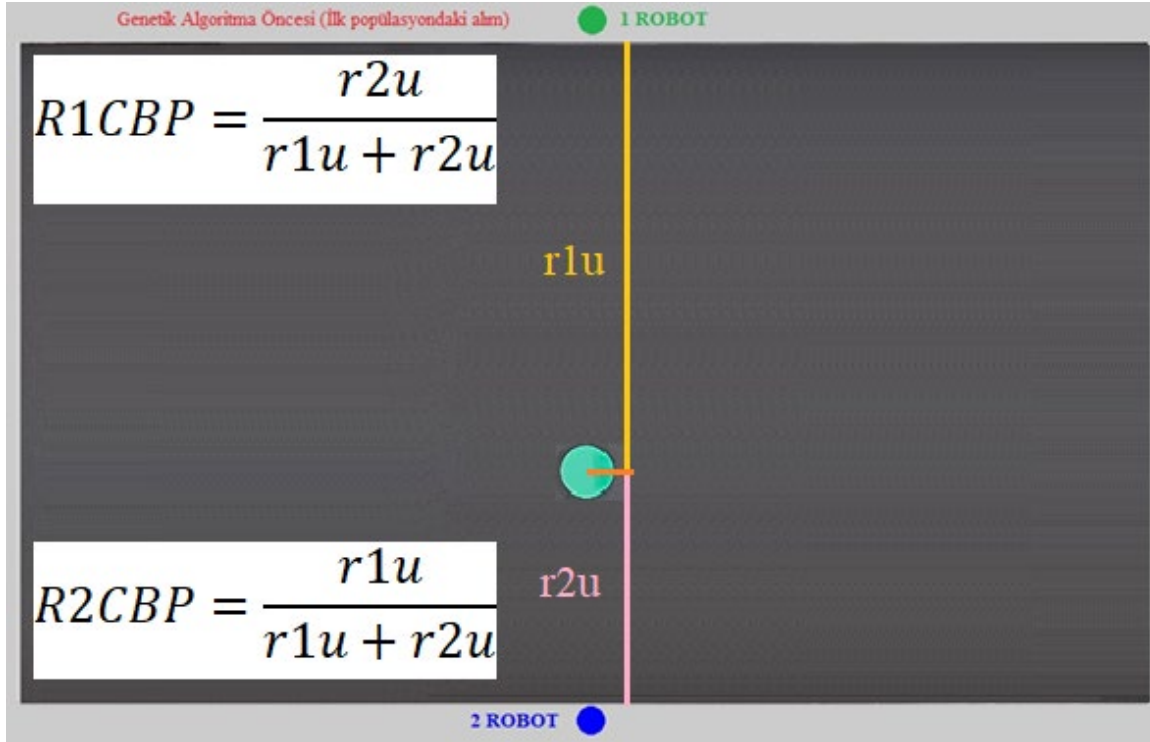 Genetik Algoritma Öncesi (İlk popülasyondaki alım)
1 ROBOT
R1CBP = r2u / r1u + r2u
r1u
r2u
R2CBP = r1u / r1u + r2u
2 ROBOT